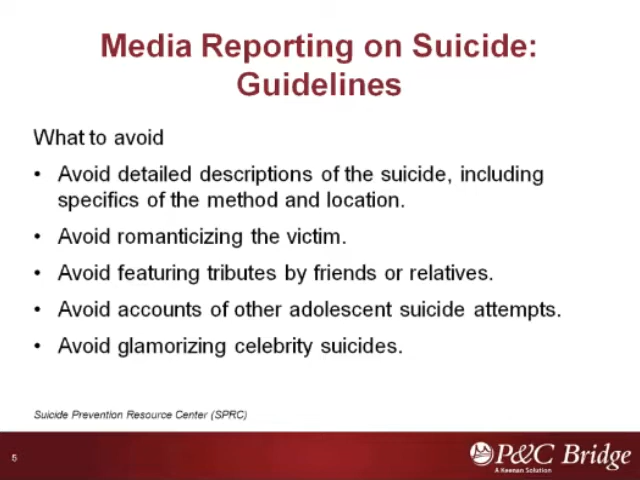 Media Reporting on Suicide:
Guidelines
What to avoid
• Avoid detailed descriptions of the suicide, including
specifics of the method and location.
• Avoid romanticizing the victim.
• Avoid featuring tributes by friends or relatives.
• Avoid accounts of other adolescent suicide attempts.
• Avoid glamorizing celebrity suicides.
Suicide Prevention Resource Center (SPRC)
5
P&C Bridge
A Keenan Solution